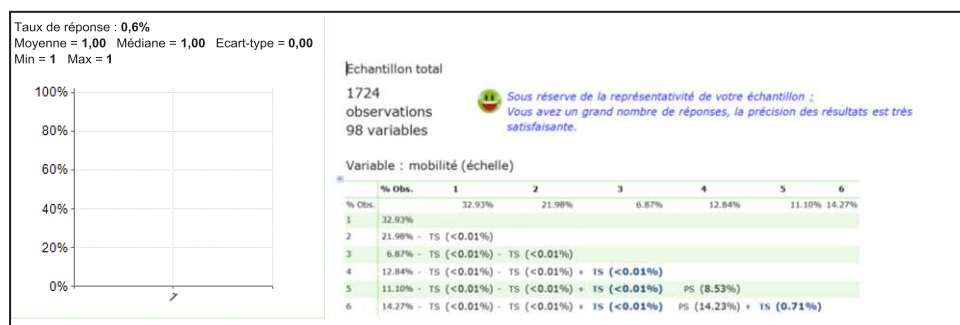 Taux de réponse : 0,6%
Moyenne = 1,00 Médiane = 1,00 Ecart-type = 0,00
Min = 1 Max = 1
100%
80%
60%
40%
20%
0%
1
Echantillon total
1724
observations
98 variables
Sous réserve de la représentativité de votre échantillon :
Vous avez un grand nombre de réponses, la précision des résultats est très
satisfaisante.
Variable : mobilité (échelle)
% Obs. 1 2 3 4 5 6
% Obs. 32.93% 21.98% 6.87% 12.84% 11.10% 14.27%
1 32.93%
2 21.98% - TS (<0.01%)
3 6.87% - TS (<0.01%) - TS (<0.01%)
4 12.84% - TS (<0.01%) - TS (<0.01%) + TS (<0.01%)
5 11.10% - TS (<0.01%) - TS (<0.01%) + TS (<0.01%) PS (8.53%)
6 14.27% - TS (<0.01%) - TS (<0.01%) + TS (<0.01%) PS (14.23%) + TS (0.71%)